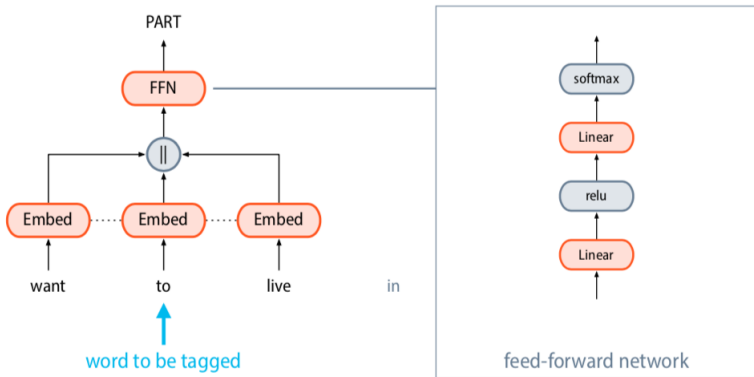 PART
FFN
||
Embed
Embed
Embed
want
to
live
in
word to be tagged
softmax
Linear
relu
Linear
feed-forward network